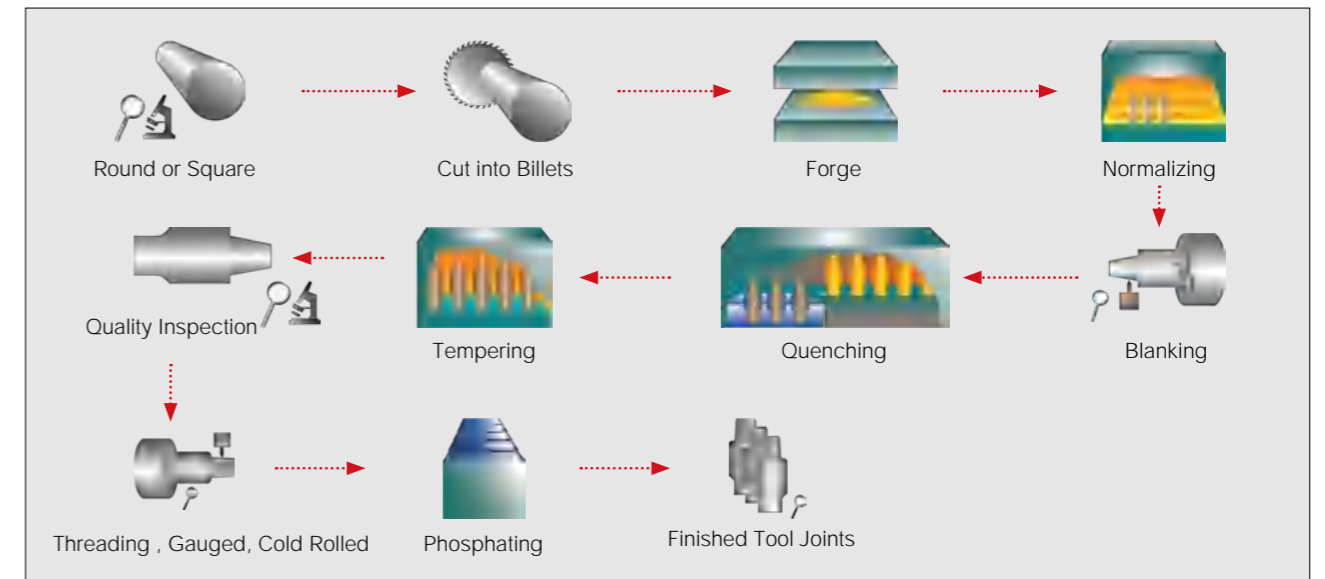 Round or Square
Cut into Billets
Forge
Normalizing
Quality Inspection
Tempering
Quenching
Blanking
Threading , Gauged, Cold Rolled
Phosphating
Finished Tool Joints